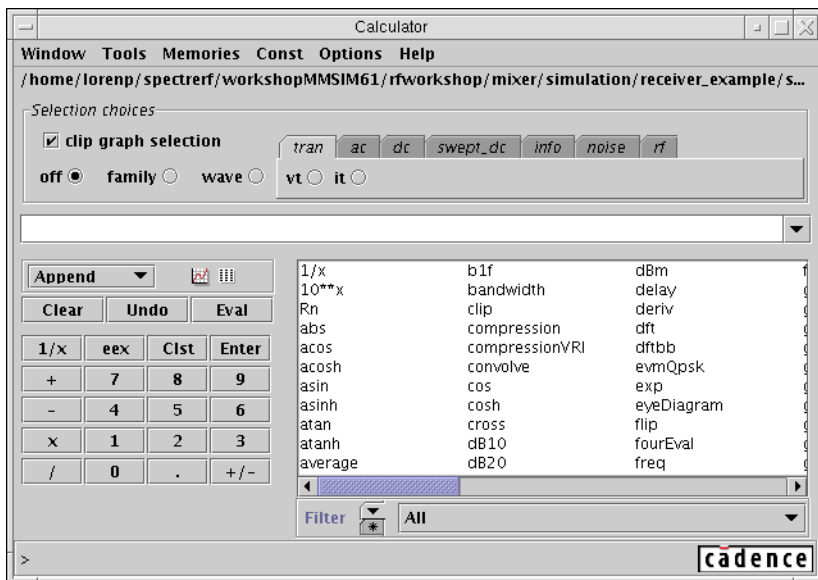 Calculator
Window Tools Memories Const Options Help
/home/lorenp/spectrerf/workshopMMSIM61/rfworkshop/mixer/simulation/receiver_example/s...
Selection choices
clip graph selection
tran ac dc swept_dc info noise rf
off family wave vt it
Append
Clear Undo Eval
1/x eex Clst Enter
+ 7 8 9
- 4 5 6
x 1 2 3
/ 0 . +/-
1/x b1f dBm
10**x bandwidth delay
Rn clip deriv
abs compression dft
acos compressionVRI dftbb
acosh convolve evmQpsk
asin cos exp
asinh cosh eyeDiagram
atan cross flip
atanh dB10 fourEval
average dB20 freq
Filter All
>
cādence